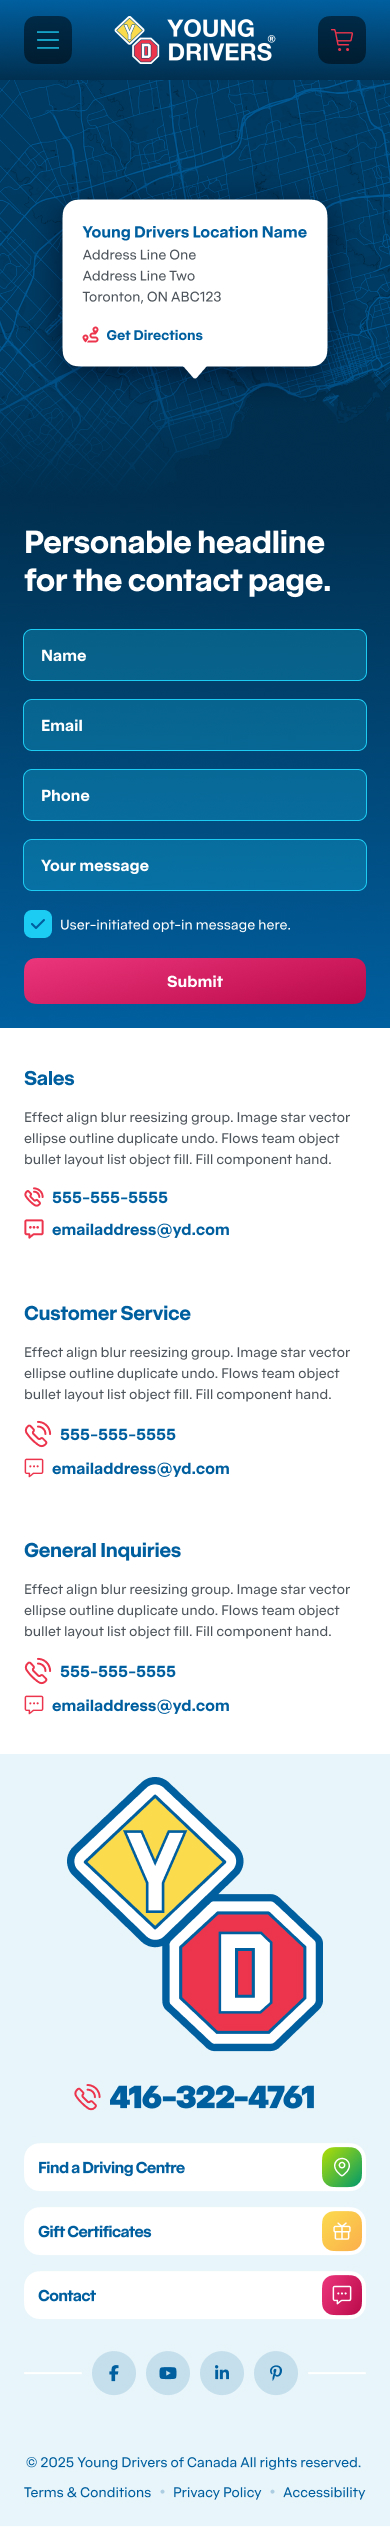 YOUNG
DRIVERS®
Y
D
Young Drivers Location Name
Address Line One
Address Line Two
Toronton, ON ABC123
Get Directions
Personable headline
for the contact page.
Name
Email
Phone
Your message
User-initiated opt-in message here.
Submit
Sales
Effect align blur reesizing group. Image star vector
ellipse outline duplicate undo. Flows team object
bullet layout list object fill. Fill component hand.
555-555-5555
emailaddress@yd.com
Customer Service
Effect align blur reesizing group. Image star vector
ellipse outline duplicate undo. Flows team object
bullet layout list object fill. Fill component hand.
555-555-5555
emailaddress@yd.com
General Inquiries
Effect align blur reesizing group. Image star vector
ellipse outline duplicate undo. Flows team object
bullet layout list object fill. Fill component hand.
555-555-5555
emailaddress@yd.com
Y
D
416-322-4761
Find a Driving Centre
Gift Certificates
Contact
© 2025 Young Drivers of Canada All rights reserved.
Terms & Conditions • Privacy Policy • Accessibility